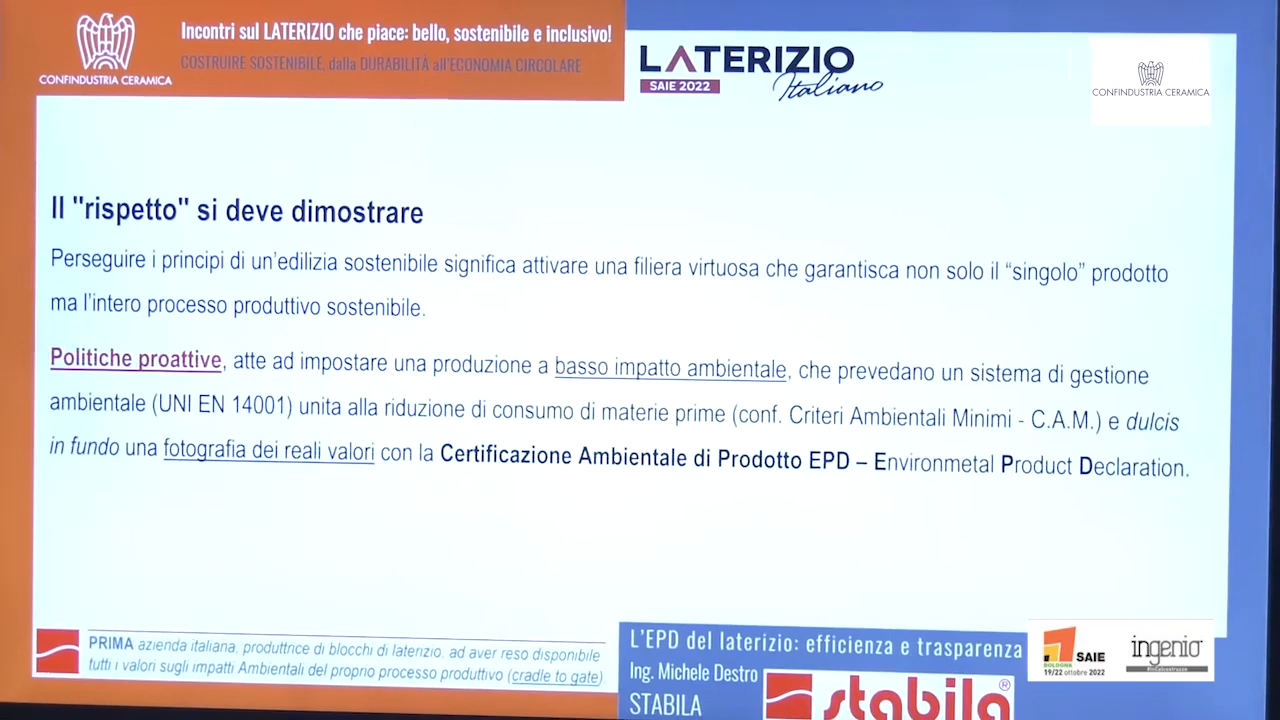 Incontri sul LATERIZIO che piace: bello, sostenibile e inclusivo!
COSTRUIRE SOSTENIBILE, dalla DURABILITÀ all'ECONOMIA CIRCOLARE
CONFINDUSTRIA CERAMICA
LATERIZIO
SAIE 2022
Italiano
CONFINDUSTRIA CERAMICA
Il "rispetto" si deve dimostrare
Perseguire i principi di un'edilizia sostenibile significa attivare una filiera virtuosa che garantisca non solo il “singolo” prodotto
ma l'intero processo produttivo sostenibile.
Politiche proattive, atte ad impostare una produzione a basso impatto ambientale, che prevedano un sistema di gestione
ambientale (UNI EN 14001) unita alla riduzione di consumo di materie prime (conf. Criteri Ambientali Minimi - C.A.M.) e dulcis
in fundo una fotografia dei reali valori con la Certificazione Ambientale di Prodotto EPD – Environmetal Product Declaration.
PRIMA azienda italiana, produttrice di blocchi di laterizio, ad aver reso disponibile
tutti i valori sugli impatti Ambientali del proprio processo produttivo (cradle to gate).
L'EPD del laterizio: efficienza e trasparenza
Ing. Michele Destro
STABILA
stabila®
BOLOGNA
SAIE
19/22 ottobre 2022
ingenio